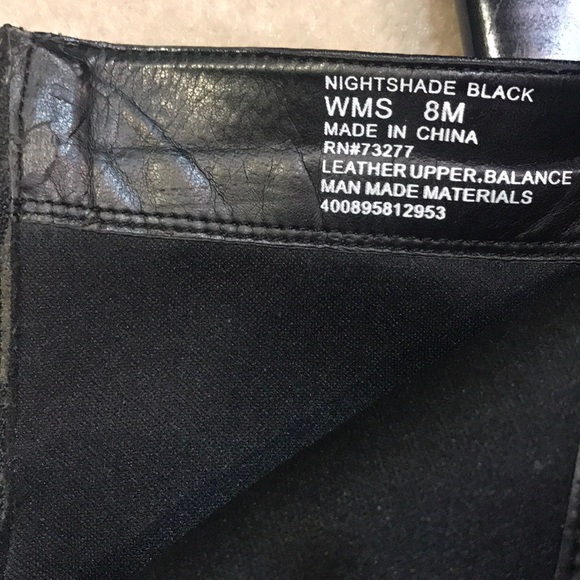 NIGHTSHADE BLACK
WMS 8M
MADE IN CHINA
RN#73277
LEATHER UPPER.BALANCE
MAN MADE MATERIALS
400895812953